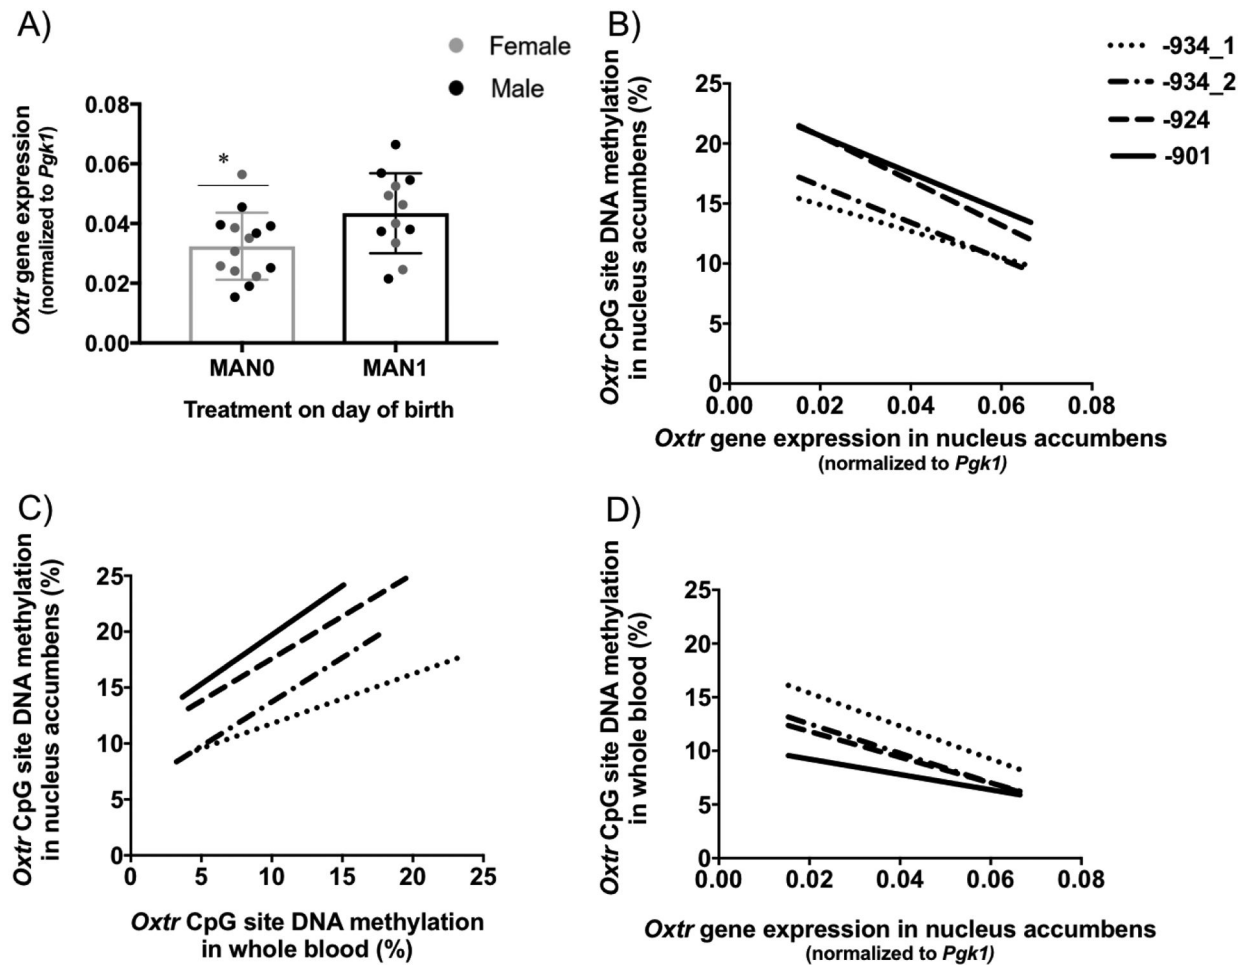 A)
Female
Male
Oxtr gene expression
(normalized to Pgk1)
0.08
0.06
0.04
0.02
0.00
*
MAN0 MAN1
Treatment on day of birth
B)
-934_1
-934_2
-924
-901
Oxtr CpG site DNA methylation
in nucleus accumbens (%)
25
20
15
10
5
0
0.00 0.02 0.04 0.06 0.08
Oxtr gene expression in nucleus accumbens
(normalized to Pgk1)
C)
Oxtr CpG site DNA methylation
in nucleus accumbens (%)
25
20
15
10
5
0
0 5 10 15 20 25
Oxtr CpG site DNA methylation
in whole blood (%)
D)
Oxtr CpG site DNA methylation
in whole blood (%)
25
20
15
10
5
0
0.00 0.02 0.04 0.06 0.08
Oxtr gene expression in nucleus accumbens
(normalized to Pgk1)